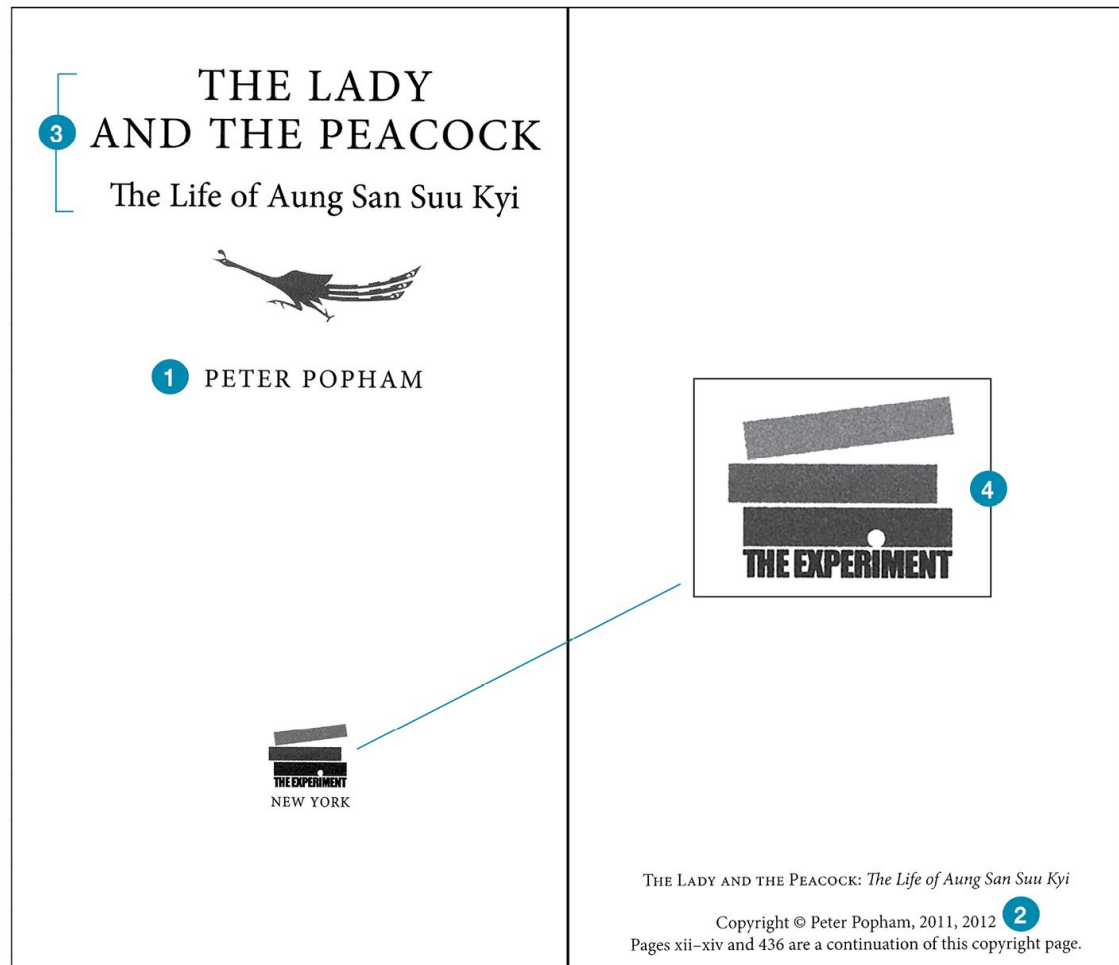 THE LADY
AND THE PEACOCK
The Life of Aung San Suu Kyi
3
1 PETER POPHAM
THE EXPERIMENT
NEW YORK
THE EXPERIMENT
4
THE LADY AND THE PEACOCK: The Life of Aung San Suu Kyi
Copyright © Peter Popham, 2011, 2012 2
Pages xii–xiv and 436 are a continuation of this copyright page.